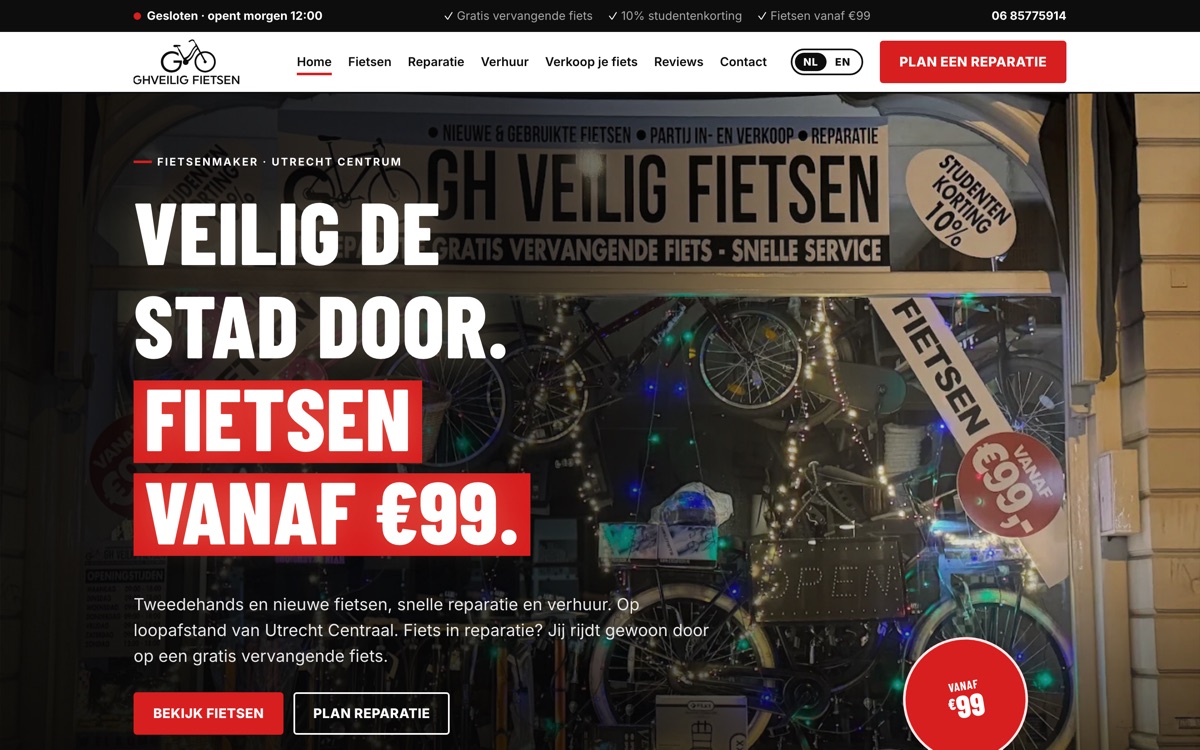 Gesloten · opent morgen 12:00
✓ Gratis vervangende fiets
✓ 10% studentenkorting
✓ Fietsen vanaf €99
06 85775914
GHVEILIG FIETSEN
Home
Fietsen
Reparatie
Verhuur
Verkoop je fiets
Reviews
Contact
NL
EN
PLAN EEN REPARATIE
● NIEUWE & GEBRUIKTE FIETSEN ● PARTIJ IN- EN VERKOOP ● REPARATIE
GH VEILIG FIETSEN
GRATIS VERVANGENDE FIETS - SNELLE SERVICE
STUDENTEN
KORTING
10%
FIETSENMAKER · UTRECHT CENTRUM
VEILIG DE
STAD DOOR.
FIETSEN
VANAF €99.
FIETSEN
VANAF
€99,-
OPEN
OPENINGSTIJDEN
Tweedehands en nieuwe fietsen, snelle reparatie en verhuur. Op
loopafstand van Utrecht Centraal. Fiets in reparatie? Jij rijdt gewoon door
op een gratis vervangende fiets.
BEKIJK FIETSEN
PLAN REPARATIE
VANAF
€99